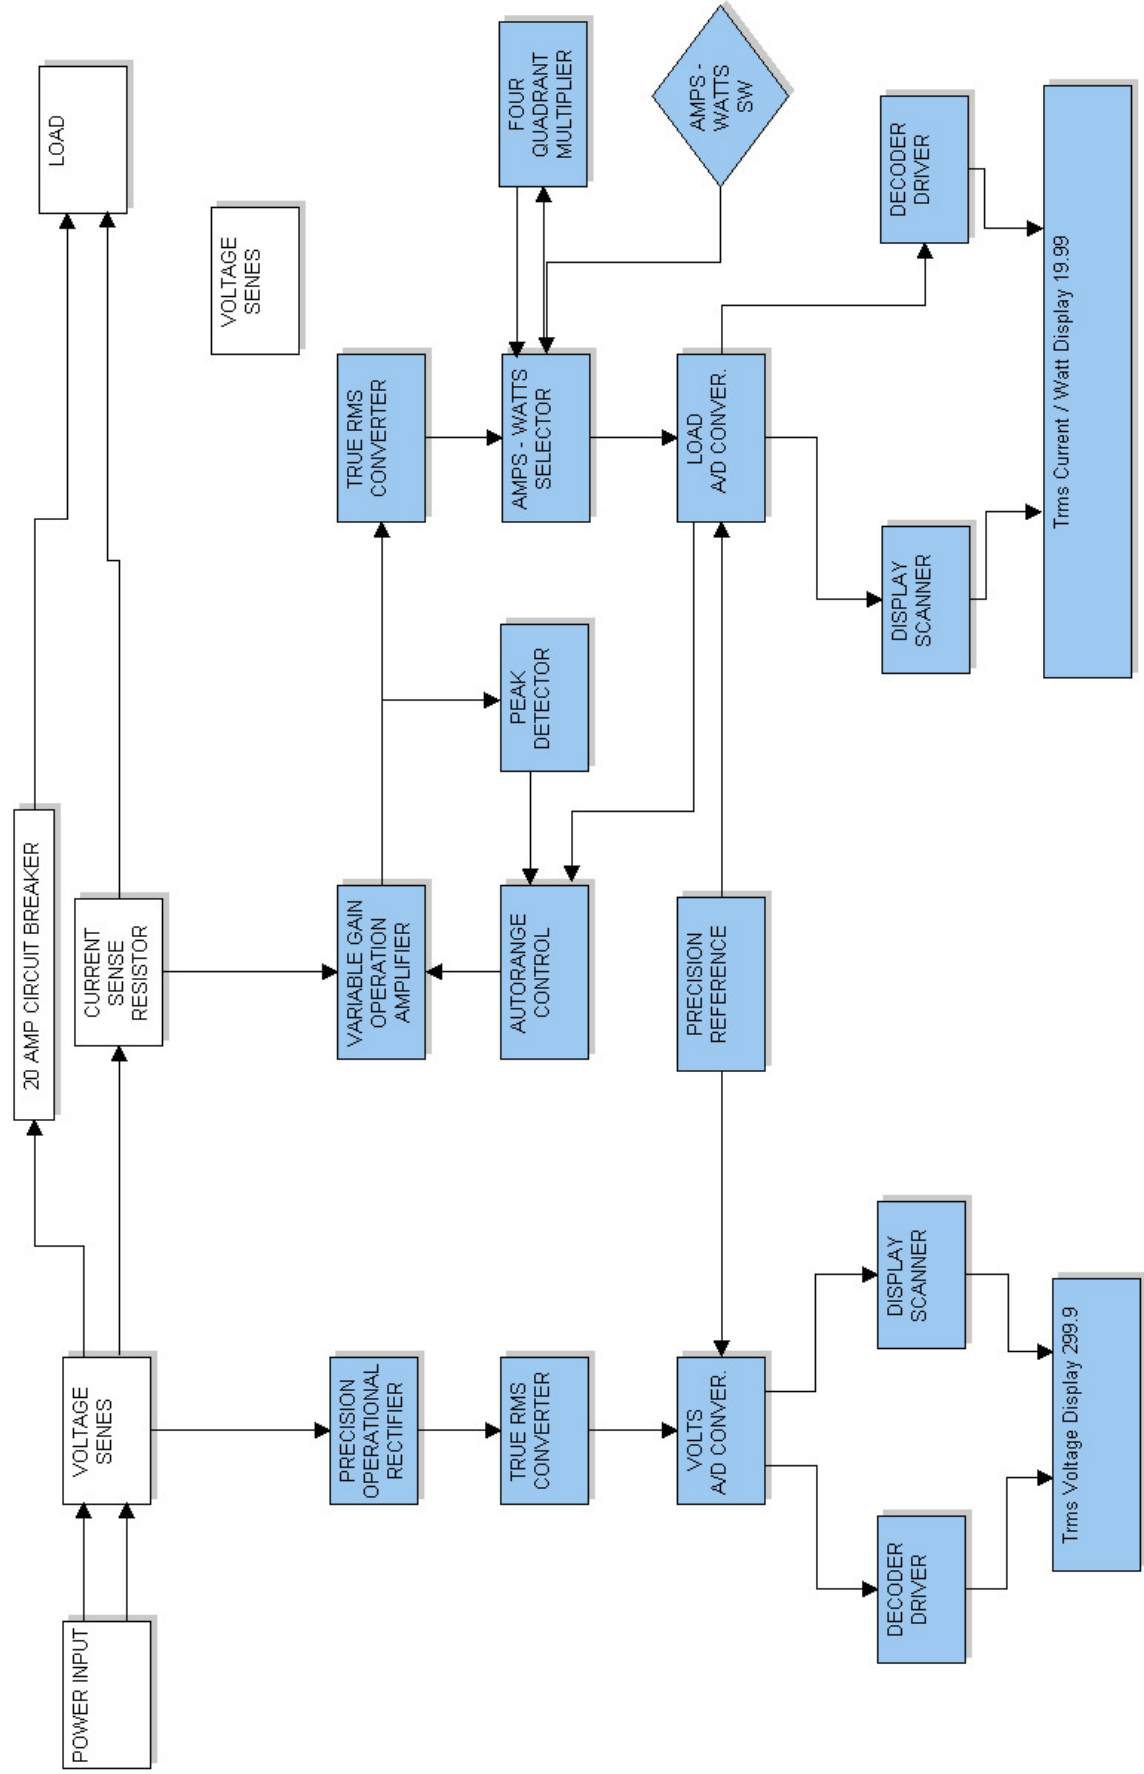 POWER INPUT
VOLTAGE
SENES
20 AMP CIRCUIT BREAKER
CURRENT
SENSE
RESISTOR
LOAD
VOLTAGE
SENES
PRECISION
OPERATIONAL
RECTIFIER
VARIABLE GAIN
OPERATION
AMPLIFIER
TRUE RMS
CONVERTER
TRUE RMS
CONVERTER
AUTORANGE
CONTROL
PEAK
DETECTOR
AMPS - WATTS
SELECTOR
FOUR
QUADRANT
MULTIPLIER
VOLTS
A/D CONVER.
PRECISION
REFERENCE
LOAD
A/D CONVER.
AMPS -
WATTS
SW
DECODER
DRIVER
DISPLAY
SCANNER
DISPLAY
SCANNER
DECODER
DRIVER
Trms Voltage Display 299.9
Trms Current / Watt Display 19.99